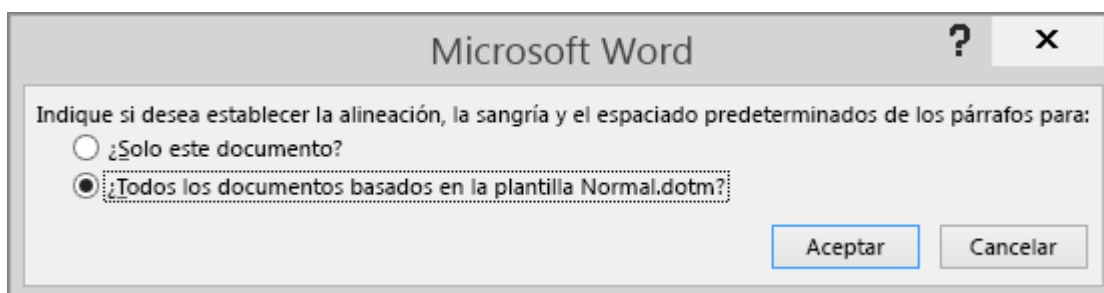 Microsoft Word
?
x
Indique si desea establecer la alineación, la sangría y el espaciado predeterminados de los párrafos para:
¿Solo este documento?
¿Todos los documentos basados en la plantilla Normal.dotm?
Aceptar
Cancelar